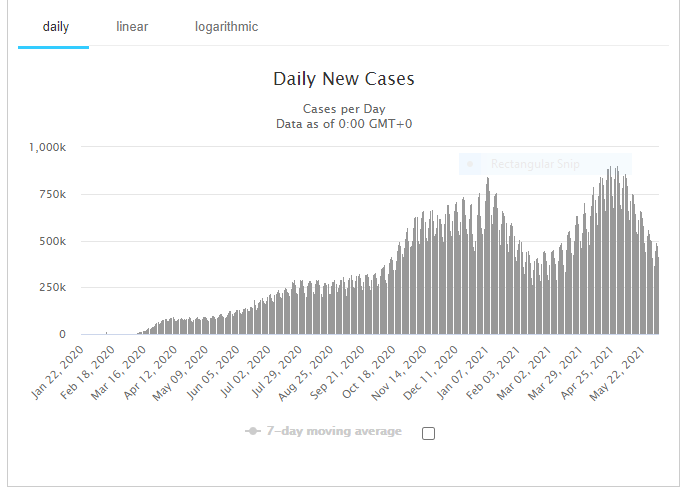 daily linear logarithmic
Daily New Cases
Cases per Day
Data as of 0:00 GMT+0
Rectangular Snip
1,000k
750k
500k
250k
0
Jan 22, 2020 Feb 18, 2020 Mar 16, 2020 Apr 12, 2020 May 09, 2020 Jun 05, 2020 Jul 02, 2020 Jul 29, 2020 Aug 25, 2020 Sep 21, 2020 Oct 18, 2020 Nov 14, 2020 Dec 11, 2020 Jan 07, 2021 Feb 03, 2021 Mar 02, 2021 Mar 29, 2021 Apr 25, 2021 May 22, 2021
7-day moving average